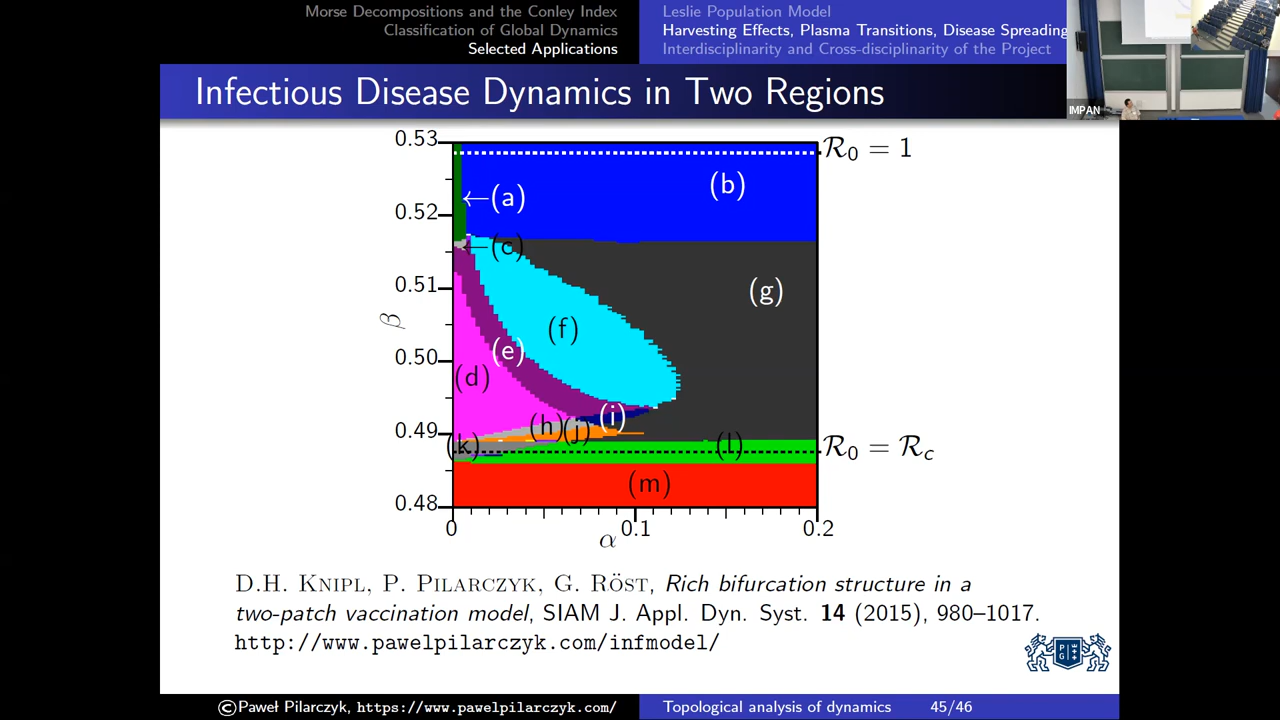 Morse Decompositions and the Conley Index
Classification of Global Dynamics
Selected Applications
Leslie Population Model
Harvesting Effects, Plasma Transitions, Disease Spreading
Interdisciplinarity and Cross-disciplinarity of the Project
IMPAN
Infectious Disease Dynamics in Two Regions
0.53
0.52
0.51
0.50
0.49
0.48
β
0
0.1
0.2
α
ℛ₀ = 1
ℛ₀ = ℛ_c
←(a)
(b)
←(c)
(g)
(f)
(e)
(d)
(i)
(h)
(j)
(k)
(l)
(m)
D.H. KNIPL, P. PILARCZYK, G. RÖST, Rich bifurcation structure in a
two-patch vaccination model, SIAM J. Appl. Dyn. Syst. 14 (2015), 980–1017.
http://www.pawelpilarczyk.com/infmodel/
P G
©Paweł Pilarczyk, https://www.pawelpilarczyk.com/
Topological analysis of dynamics
45/46